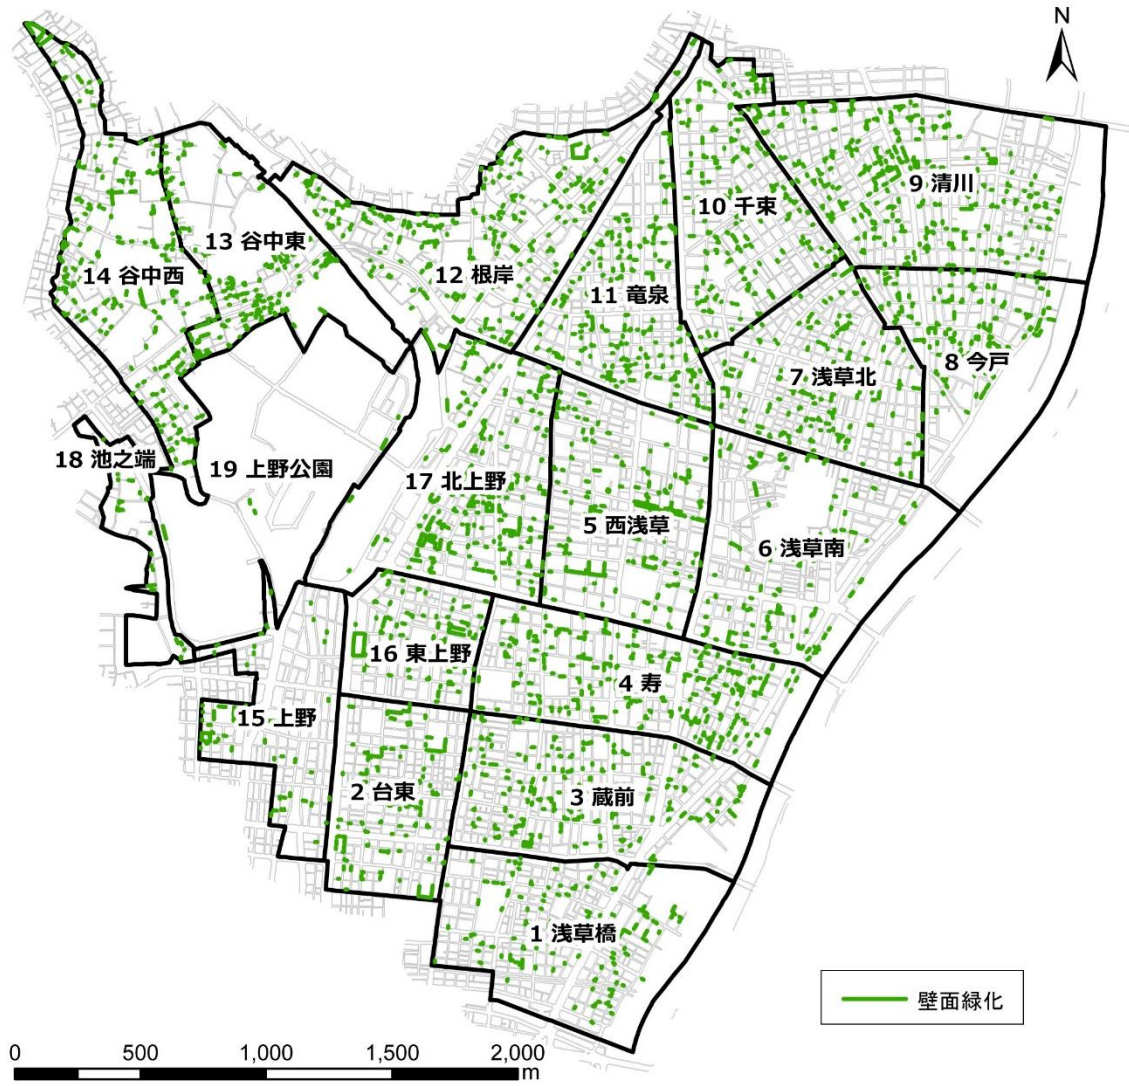 N
9 清川
10 千束
13 谷中東
14 谷中西
12 根岸
11 竜泉
8 今戸
7 浅草北
18 池之端
19 上野公園
17 北上野
5 西浅草
6 浅草南
16 東上野
4 寿
15 上野
2 台東
3 蔵前
1 浅草橋
壁面緑化
0 500 1,000 1,500 2,000
m